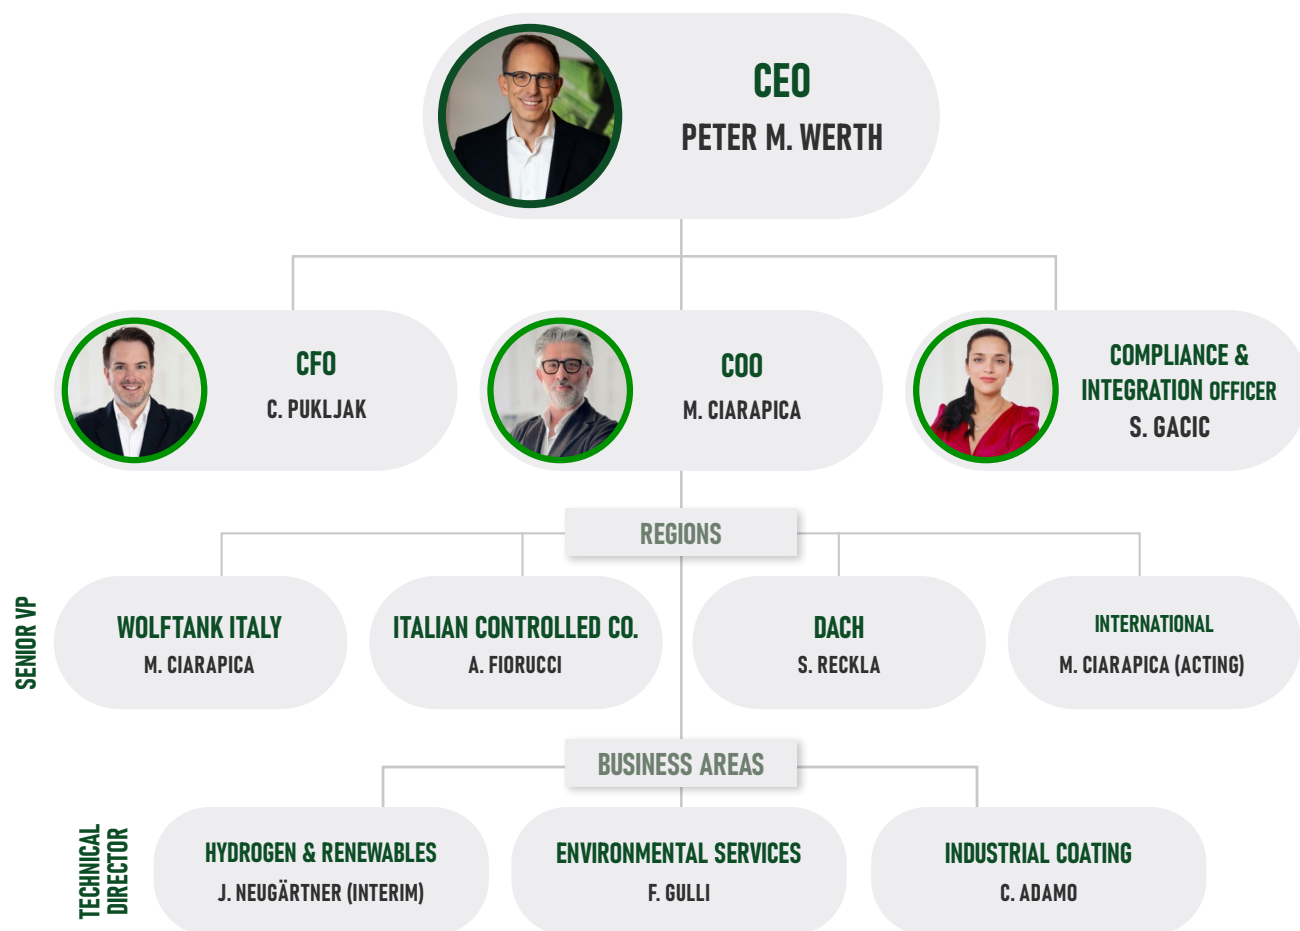 CEO
PETER M. WERTH
CFO
C. PUKLJAK
COO
M. CIARAPICA
COMPLIANCE &
INTEGRATION OFFICER
S. GACIC
REGIONS
SENIOR VP
WOLFTANK ITALY
M. CIARAPICA
ITALIAN CONTROLLED CO.
A. FIORUCCI
DACH
S. RECKLA
INTERNATIONAL
M. CIARAPICA (ACTING)
BUSINESS AREAS
TECHNICAL
DIRECTOR
HYDROGEN & RENEWABLES
J. NEUGÄRTNER (INTERIM)
ENVIRONMENTAL SERVICES
F. GULLI
INDUSTRIAL COATING
C. ADAMO